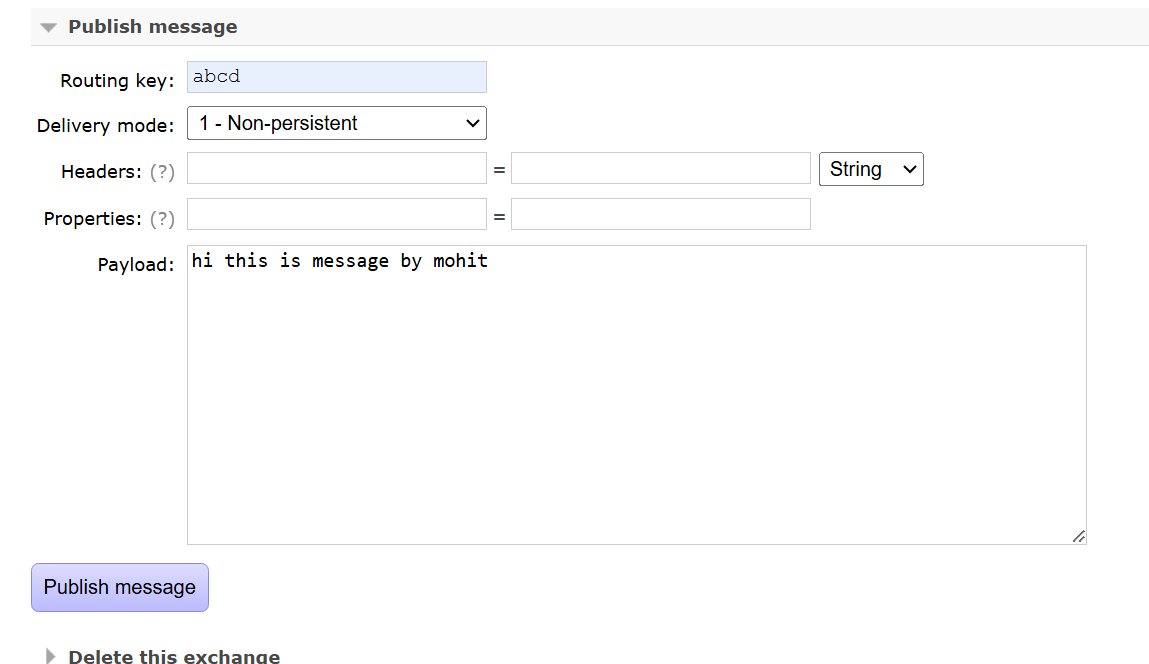 Publish message
Routing key: abcd
Delivery mode: 1 - Non-persistent
Headers: (?) = String
Properties: (?) =
Payload: hi this is message by mohit
Publish message
Delete this exchange